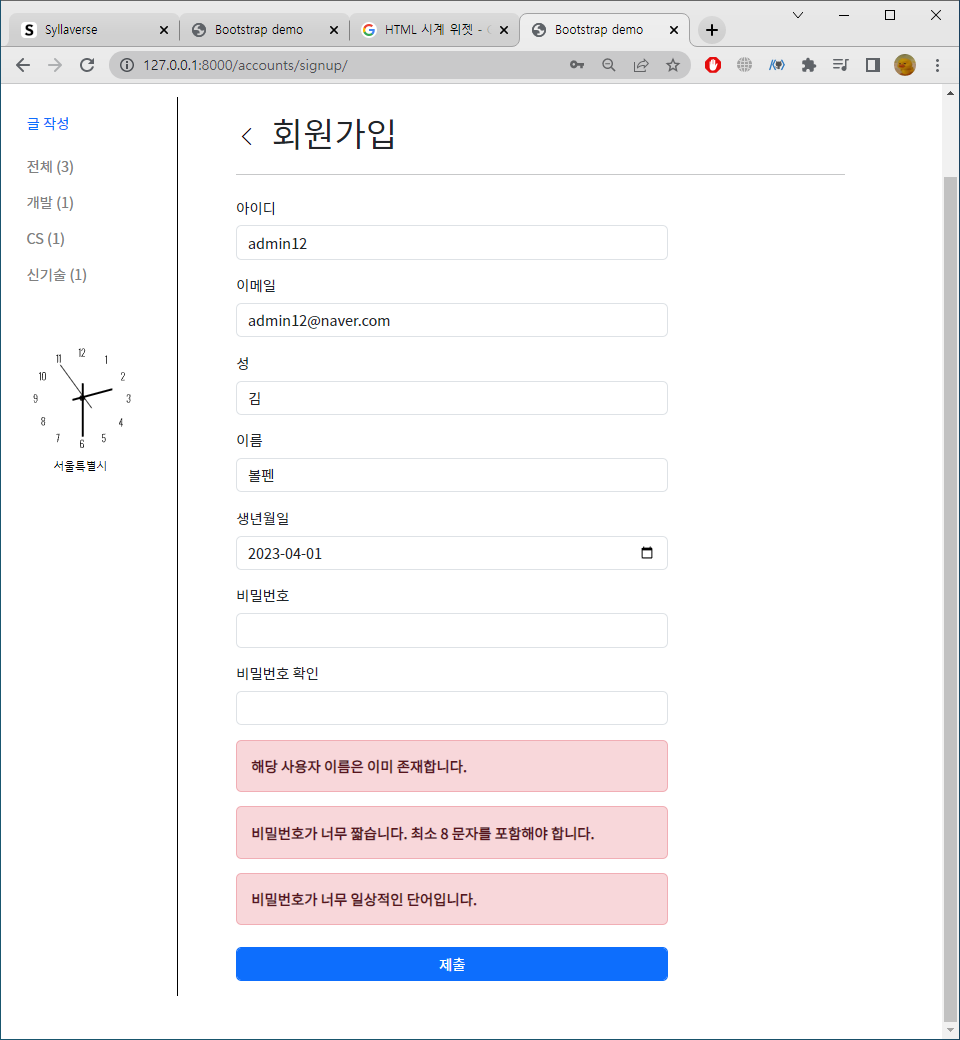 Syllaverse
Bootstrap demo
HTML 시계 위젯 -
Bootstrap demo
127.0.0.1:8000/accounts/signup/
글 작성
전체 (3)
개발 (1)
CS (1)
신기술 (1)
12
1
2
3
4
5
6
7
8
9
10
11
서울특별시
회원가입
아이디
admin12
이메일
admin12@naver.com
성
김
이름
볼펜
생년월일
2023-04-01
비밀번호
비밀번호 확인
해당 사용자 이름은 이미 존재합니다.
비밀번호가 너무 짧습니다. 최소 8 문자를 포함해야 합니다.
비밀번호가 너무 일상적인 단어입니다.
제출